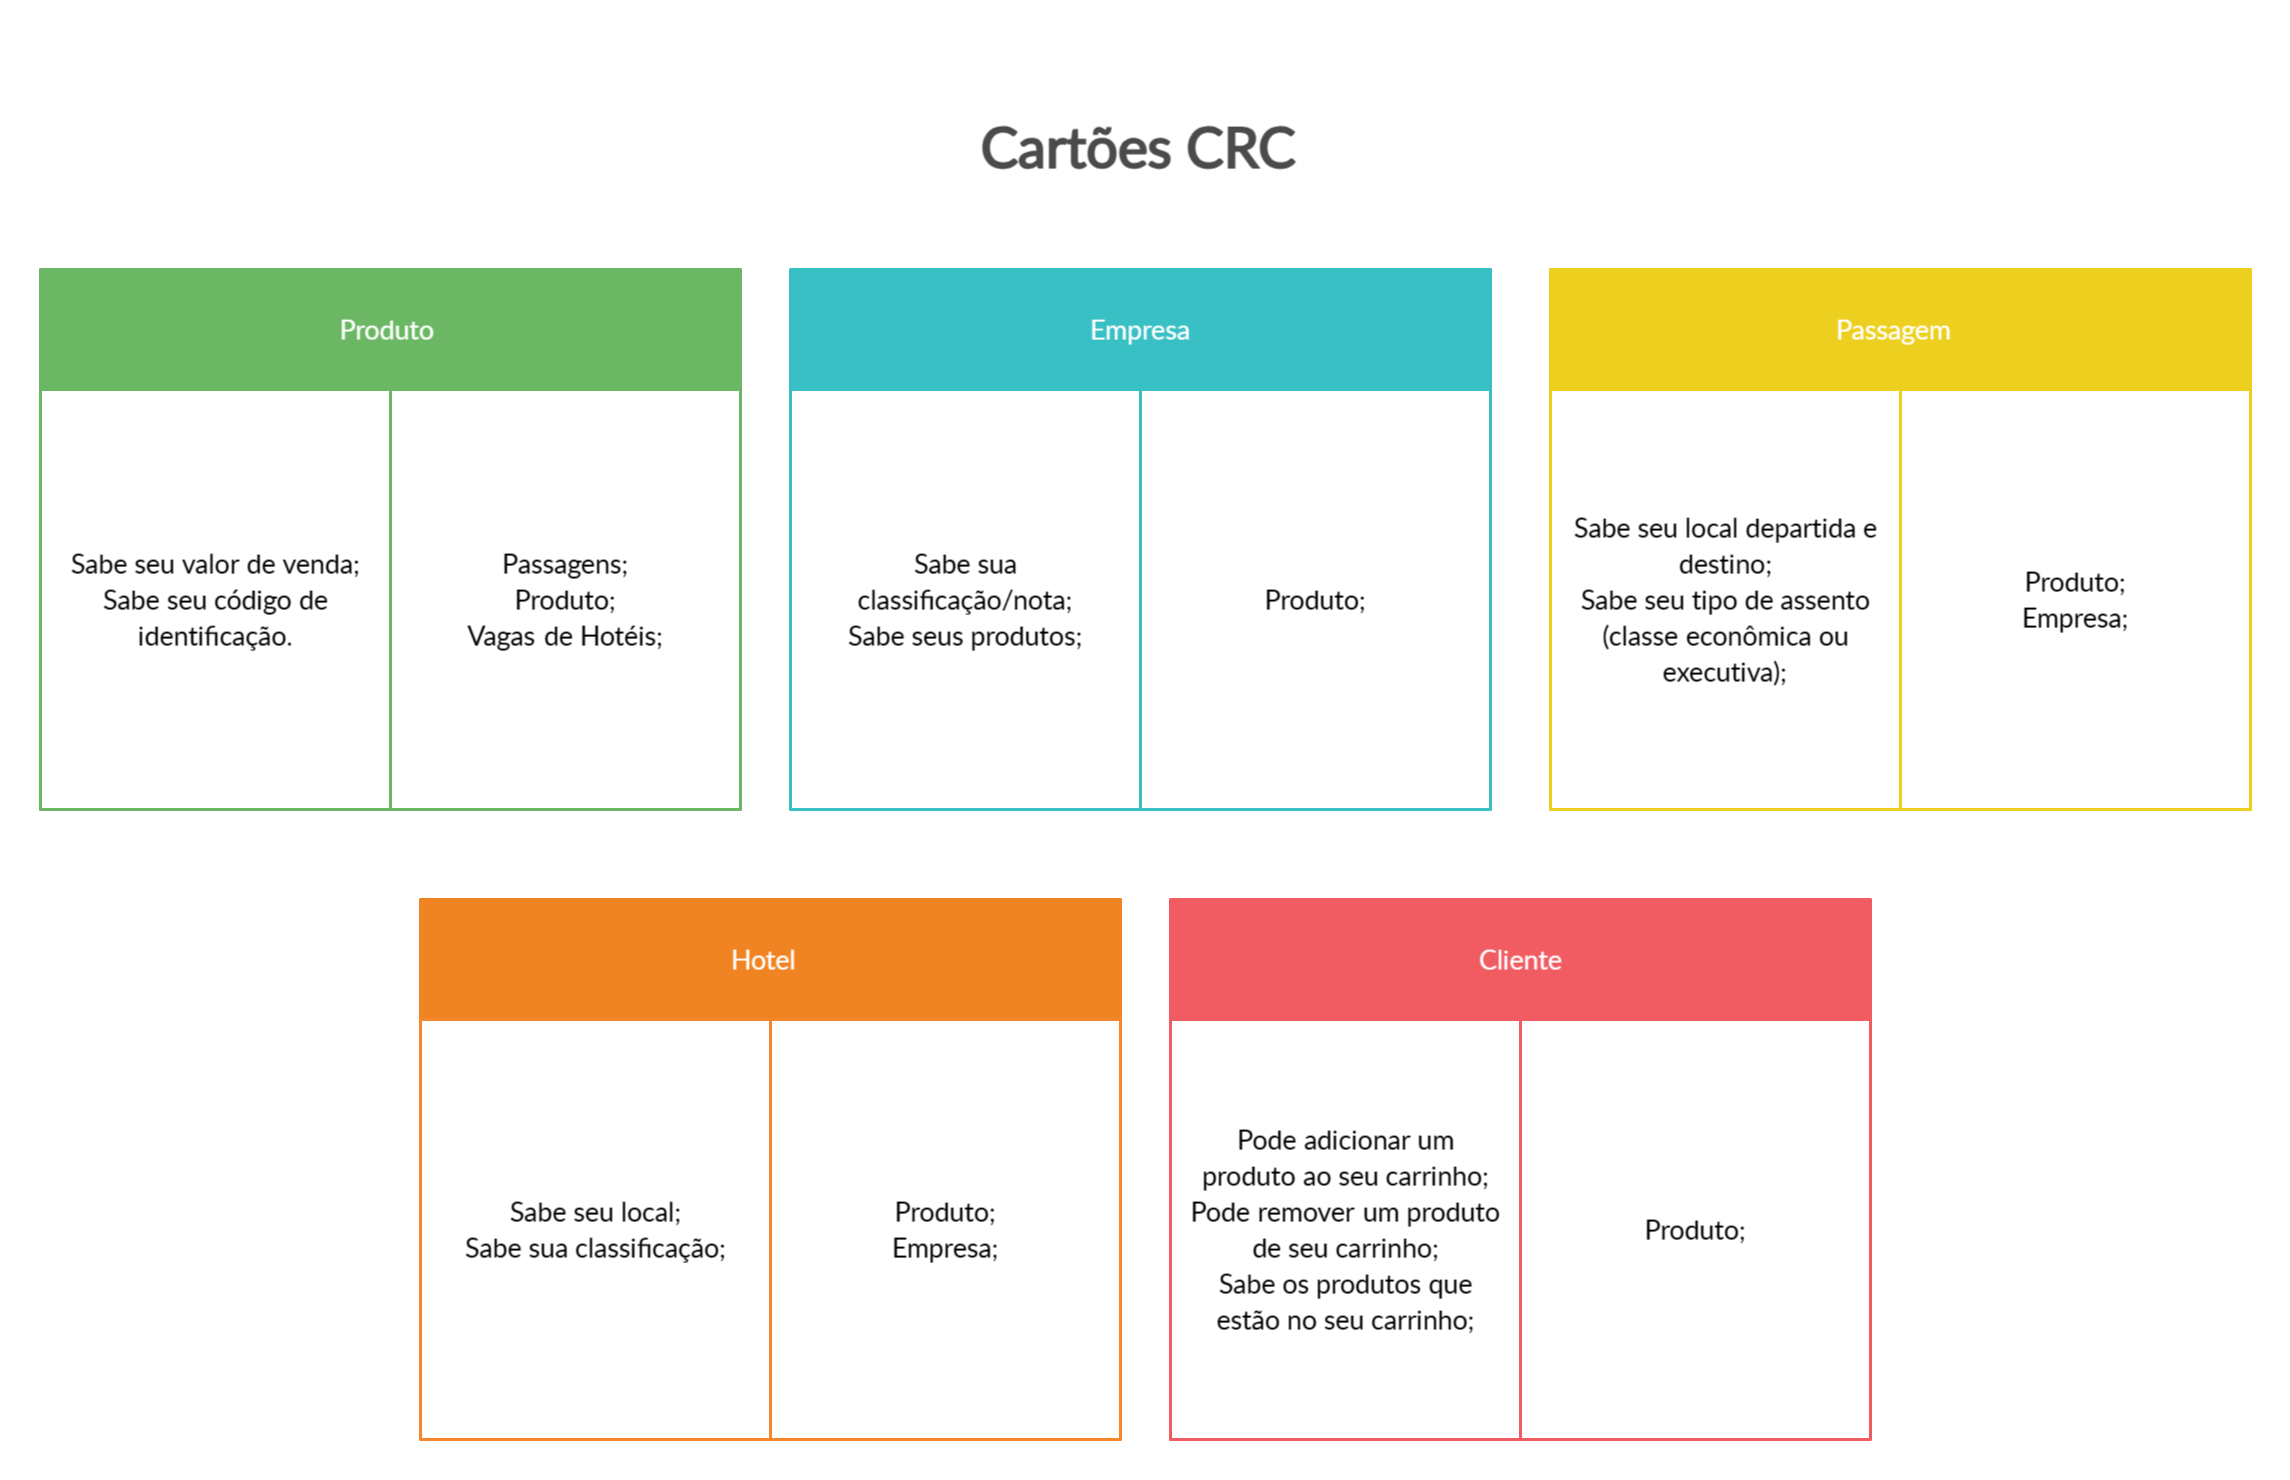 Cartões CRC
Produto
Sabe seu valor de venda;
Sabe seu código de
identificação.
Passagens;
Produto;
Vagas de Hotéis;
Empresa
Sabe sua
classificação/nota;
Sabe seus produtos;
Produto;
Passagem
Sabe seu local departida e
destino;
Sabe seu tipo de assento
(classe econômica ou
executiva);
Produto;
Empresa;
Hotel
Sabe seu local;
Sabe sua classificação;
Produto;
Empresa;
Cliente
Pode adicionar um
produto ao seu carrinho;
Pode remover um produto
de seu carrinho;
Sabe os produtos que
estão no seu carrinho;
Produto;